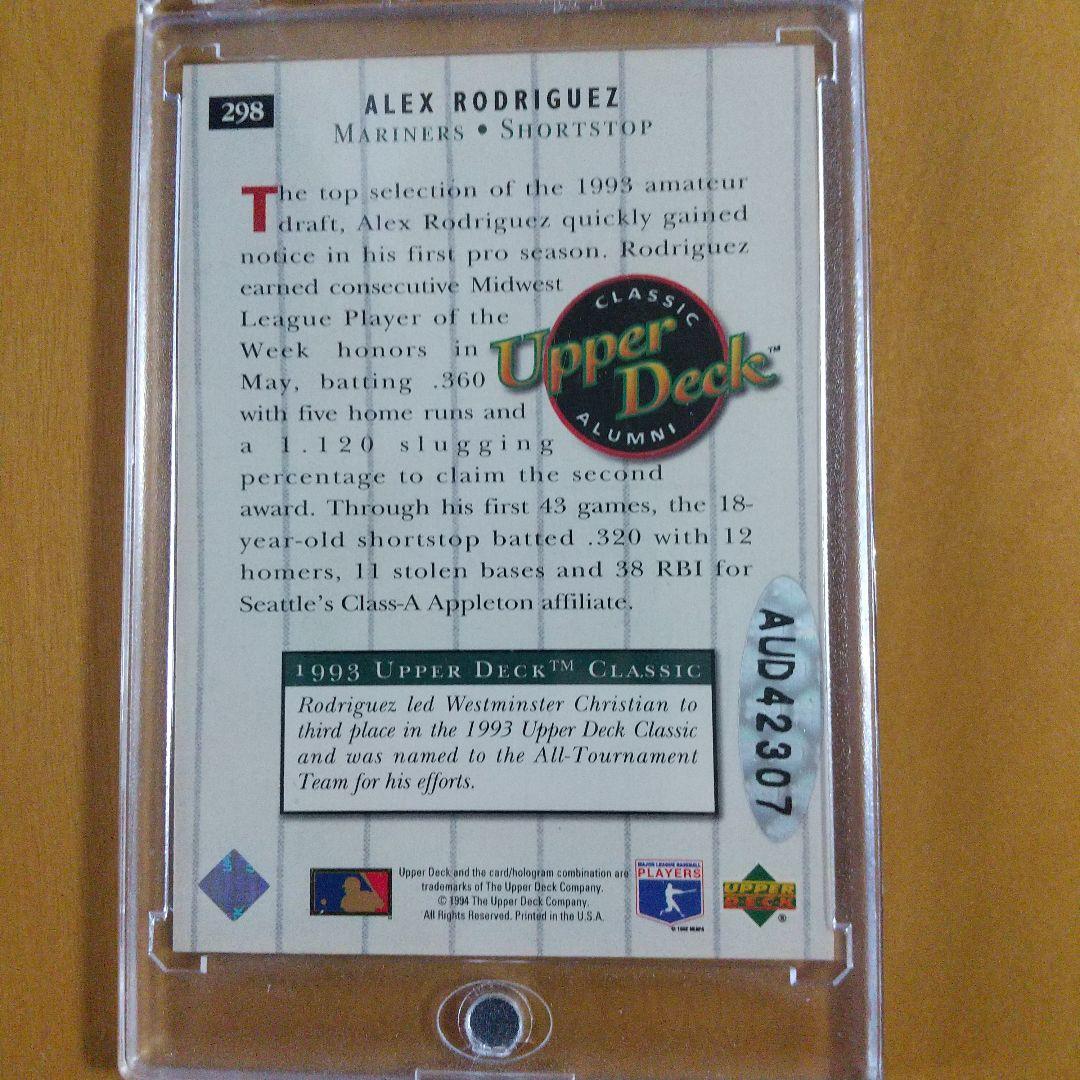 298
ALEX RODRIGUEZ
MARINERS • SHORTSTOP
The top selection of the 1993 amateur
draft, Alex Rodriguez quickly gained
notice in his first pro season. Rodriguez
earned consecutive Midwest
League Player of the
Week honors in
May, batting .360
with five home runs and
a 1.120 slugging
percentage to claim the second
award. Through his first 43 games, the 18-
year-old shortstop batted .320 with 12
homers, 11 stolen bases and 38 RBI for
Seattle's Class-A Appleton affiliate.
CLASSIC
Upper
Deck™
ALUMNI
AUD42307
1993 UPPER DECK™ CLASSIC
Rodriguez led Westminster Christian to
third place in the 1993 Upper Deck Classic
and was named to the All-Tournament
Team for his efforts.
Upper Deck and the card/hologram combination are
trademarks of The Upper Deck Company.
© 1994 The Upper Deck Company.
All Rights Reserved. Printed in the U.S.A.
MAJOR LEAGUE BASEBALL
PLAYERS
UPPER
DECK
®